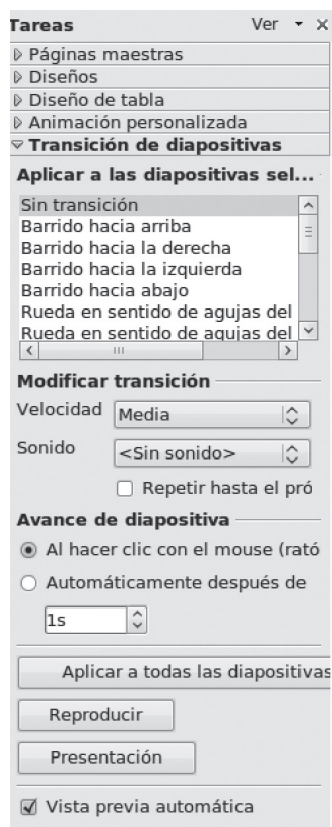 Tareas Ver
Páginas maestras
Diseños
Diseño de tabla
Animación personalizada
Transición de diapositivas
Aplicar a las diapositivas sel...
Sin transición
Barrido hacia arriba
Barrido hacia la derecha
Barrido hacia la izquierda
Barrido hacia abajo
Rueda en sentido de agujas del
Rueda en sentido de agujas del
Modificar transición
Velocidad Media
Sonido <Sin sonido>
Repetir hasta el pró
Avance de diapositiva
Al hacer clic con el mouse (rató
Automáticamente después de
1s
Aplicar a todas las diapositivas
Reproducir
Presentación
Vista previa automática